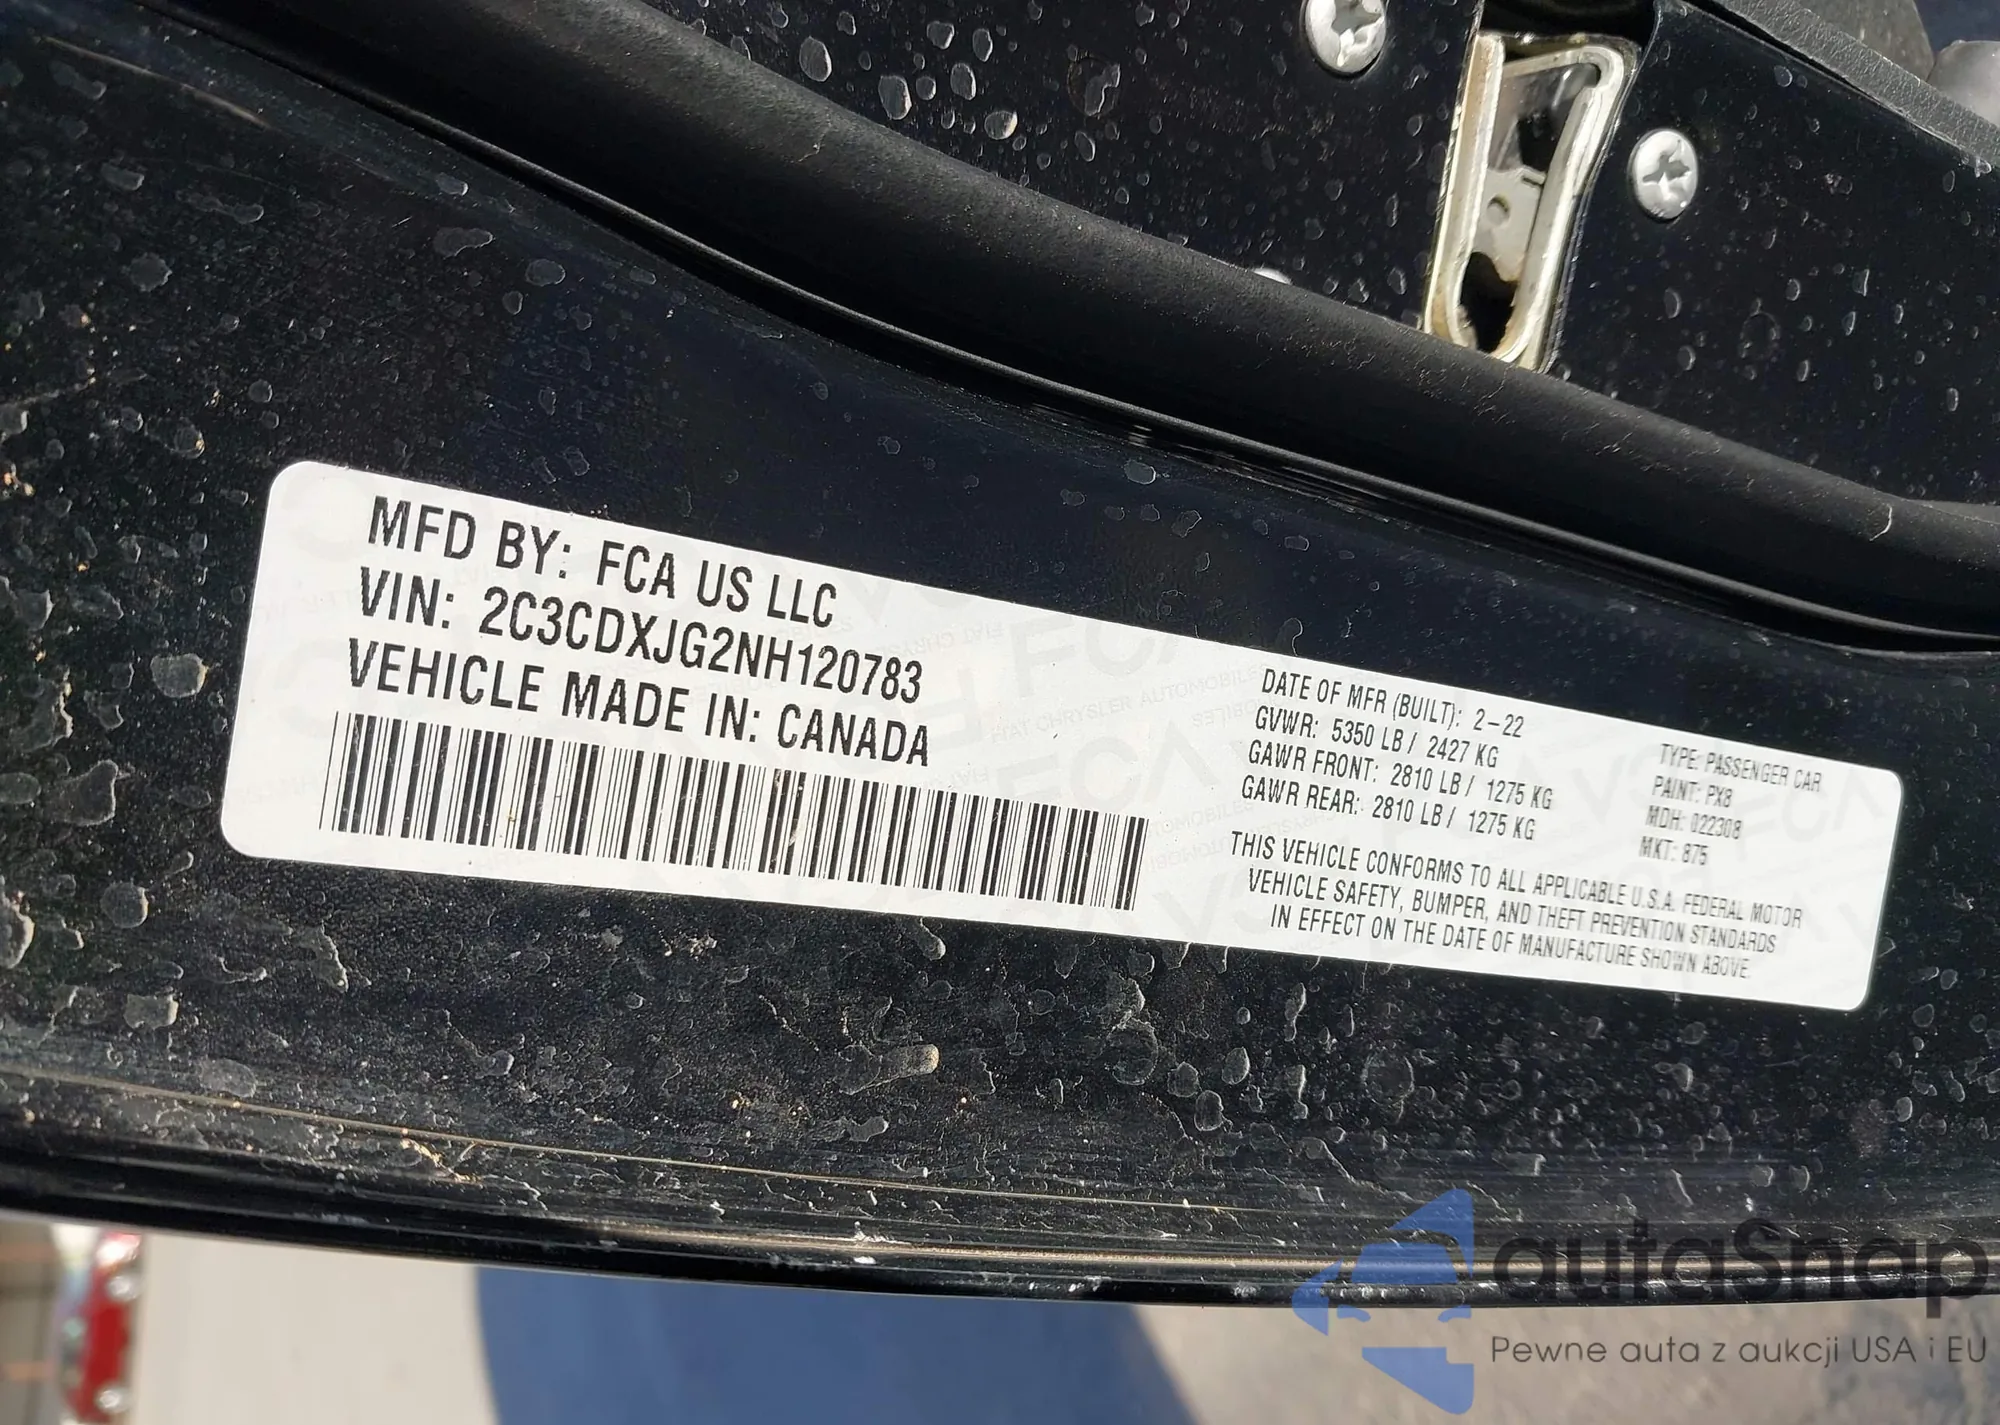 MFD BY: FCA US LLC
VIN: 2C3CDXJG2NH120783
VEHICLE MADE IN: CANADA
DATE OF MFR (BUILT): 2-22
GVWR: 5350 LB / 2427 KG
GAWR FRONT: 2810 LB / 1275 KG
GAWR REAR: 2810 LB / 1275 KG
TYPE: PASSENGER CAR
PAINT: PX8
MDH: 022308
MKT: 875
THIS VEHICLE CONFORMS TO ALL APPLICABLE U.S.A. FEDERAL MOTOR
VEHICLE SAFETY, BUMPER, AND THEFT PREVENTION STANDARDS
IN EFFECT ON THE DATE OF MANUFACTURE SHOWN ABOVE.
autaSnap
Pewne auta z aukcji USA i EU